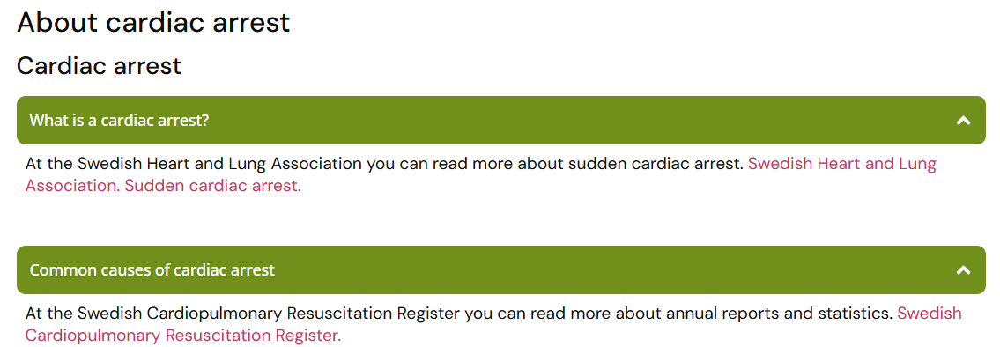 About cardiac arrest
Cardiac arrest
What is a cardiac arrest?
At the Swedish Heart and Lung Association you can read more about sudden cardiac arrest. Swedish Heart and Lung
Association. Sudden cardiac arrest.
Common causes of cardiac arrest
At the Swedish Cardiopulmonary Resuscitation Register you can read more about annual reports and statistics. Swedish
Cardiopulmonary Resuscitation Register.